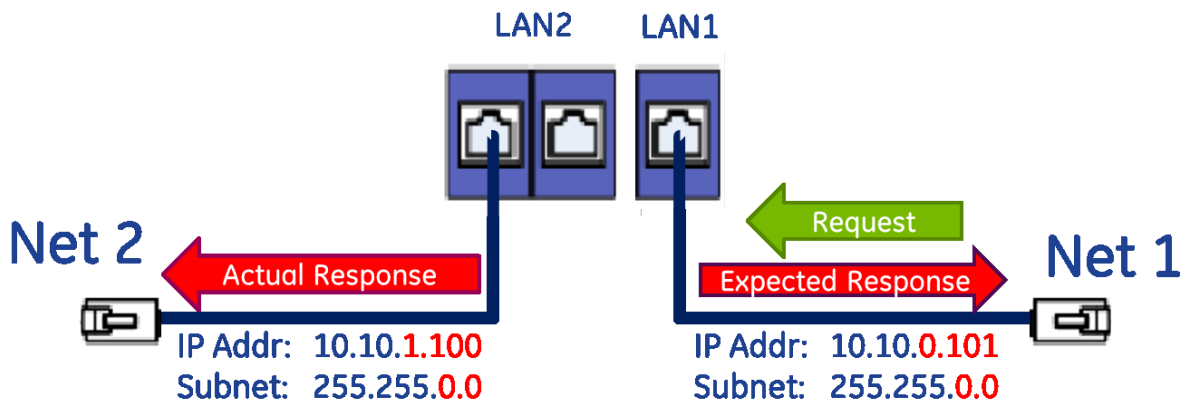 LAN2 LAN1
Request
Net 2 Net 1
Actual Response Expected Response
IP Addr: 10.10.1.100 IP Addr: 10.10.0.101
Subnet: 255.255.0.0 Subnet: 255.255.0.0